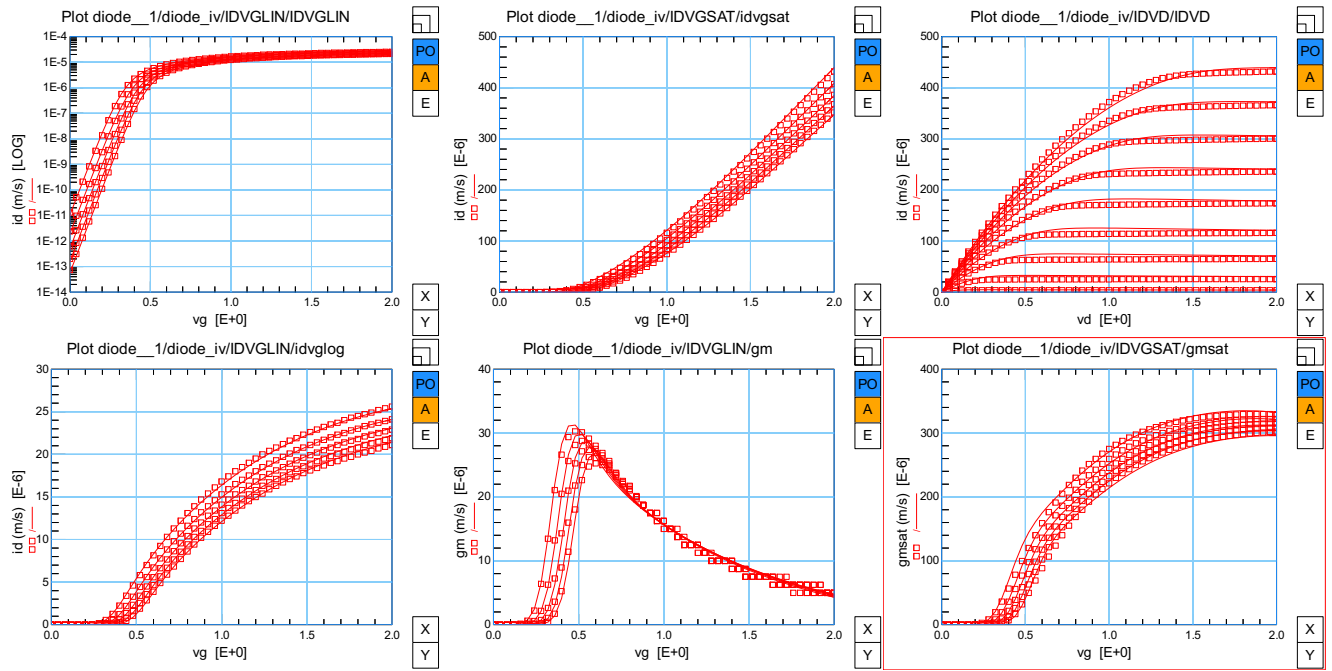 Plot diode__1/diode_iv/IDVGLIN/IDVGLIN
PO
A
E
X
Y
id (m/s) [LOG]
1E-4
1E-5
1E-6
1E-7
1E-8
1E-9
1E-10
1E-11
1E-12
1E-13
1E-14
0.0 0.5 1.0 1.5 2.0
vg [E+0]
Plot diode__1/diode_iv/IDVGSAT/idvgsat
PO
A
E
X
Y
id (m/s) [E-6]
500
400
300
200
100
0
0.0 0.5 1.0 1.5 2.0
vg [E+0]
Plot diode__1/diode_iv/IDVD/IDVD
PO
A
E
X
Y
id (m/s) [E-6]
500
400
300
200
100
0
0.0 0.5 1.0 1.5 2.0
vd [E+0]
Plot diode__1/diode_iv/IDVGLIN/idvglog
PO
A
E
X
Y
id (m/s) [E-6]
30
25
20
15
10
5
0
0.0 0.5 1.0 1.5 2.0
vg [E+0]
Plot diode__1/diode_iv/IDVGLIN/gm
PO
A
E
X
Y
gm (m/s) [E-6]
40
30
20
10
0
0.0 0.5 1.0 1.5 2.0
vg [E+0]
Plot diode__1/diode_iv/IDVGSAT/gmsat
PO
A
E
X
Y
gmsat (m/s) [E-6]
400
300
200
100
0
0.0 0.5 1.0 1.5 2.0
vg [E+0]